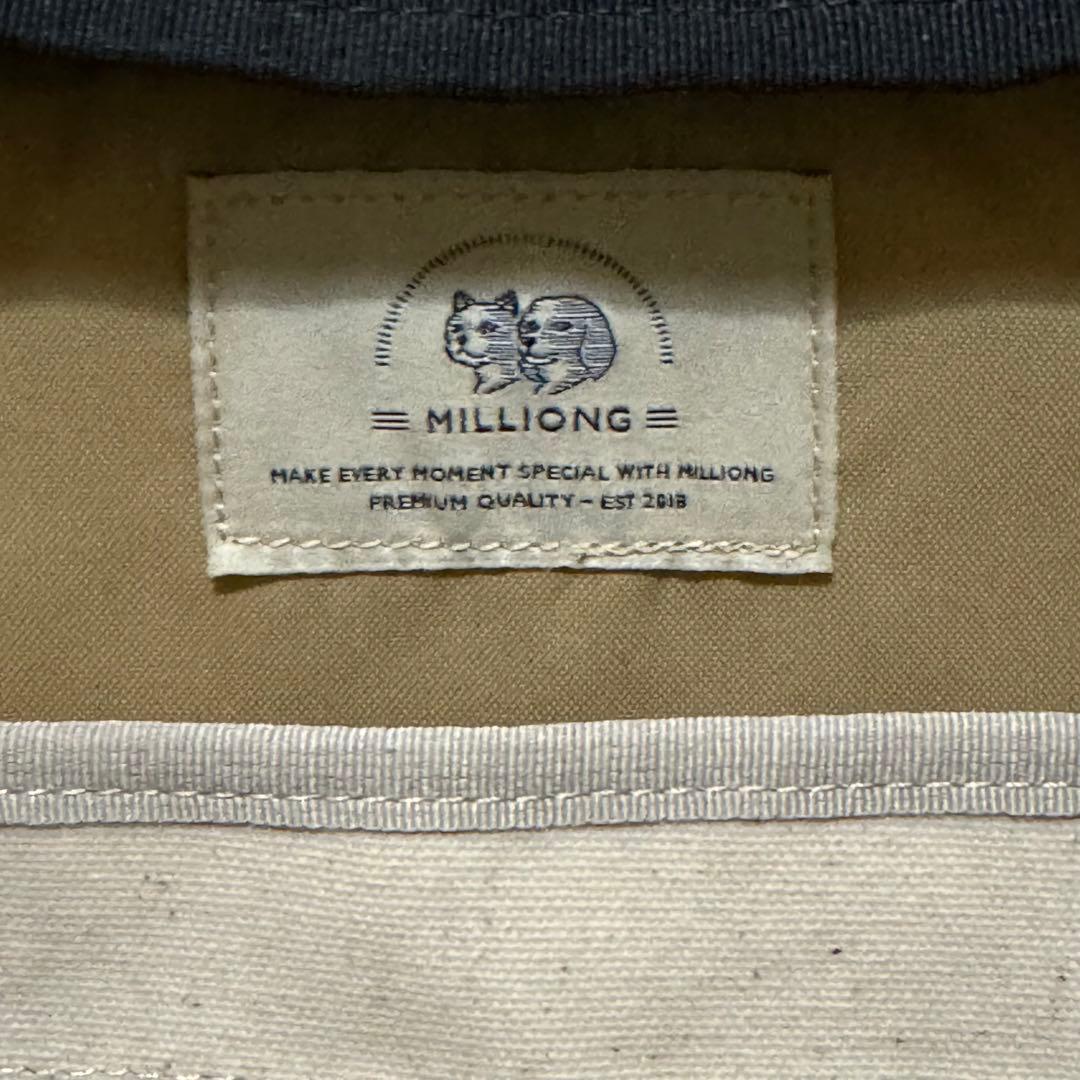 MILLIONG
MAKE EVERY MOMENT SPECIAL WITH MILLIONG
PREMIUM QUALITY - EST 2018